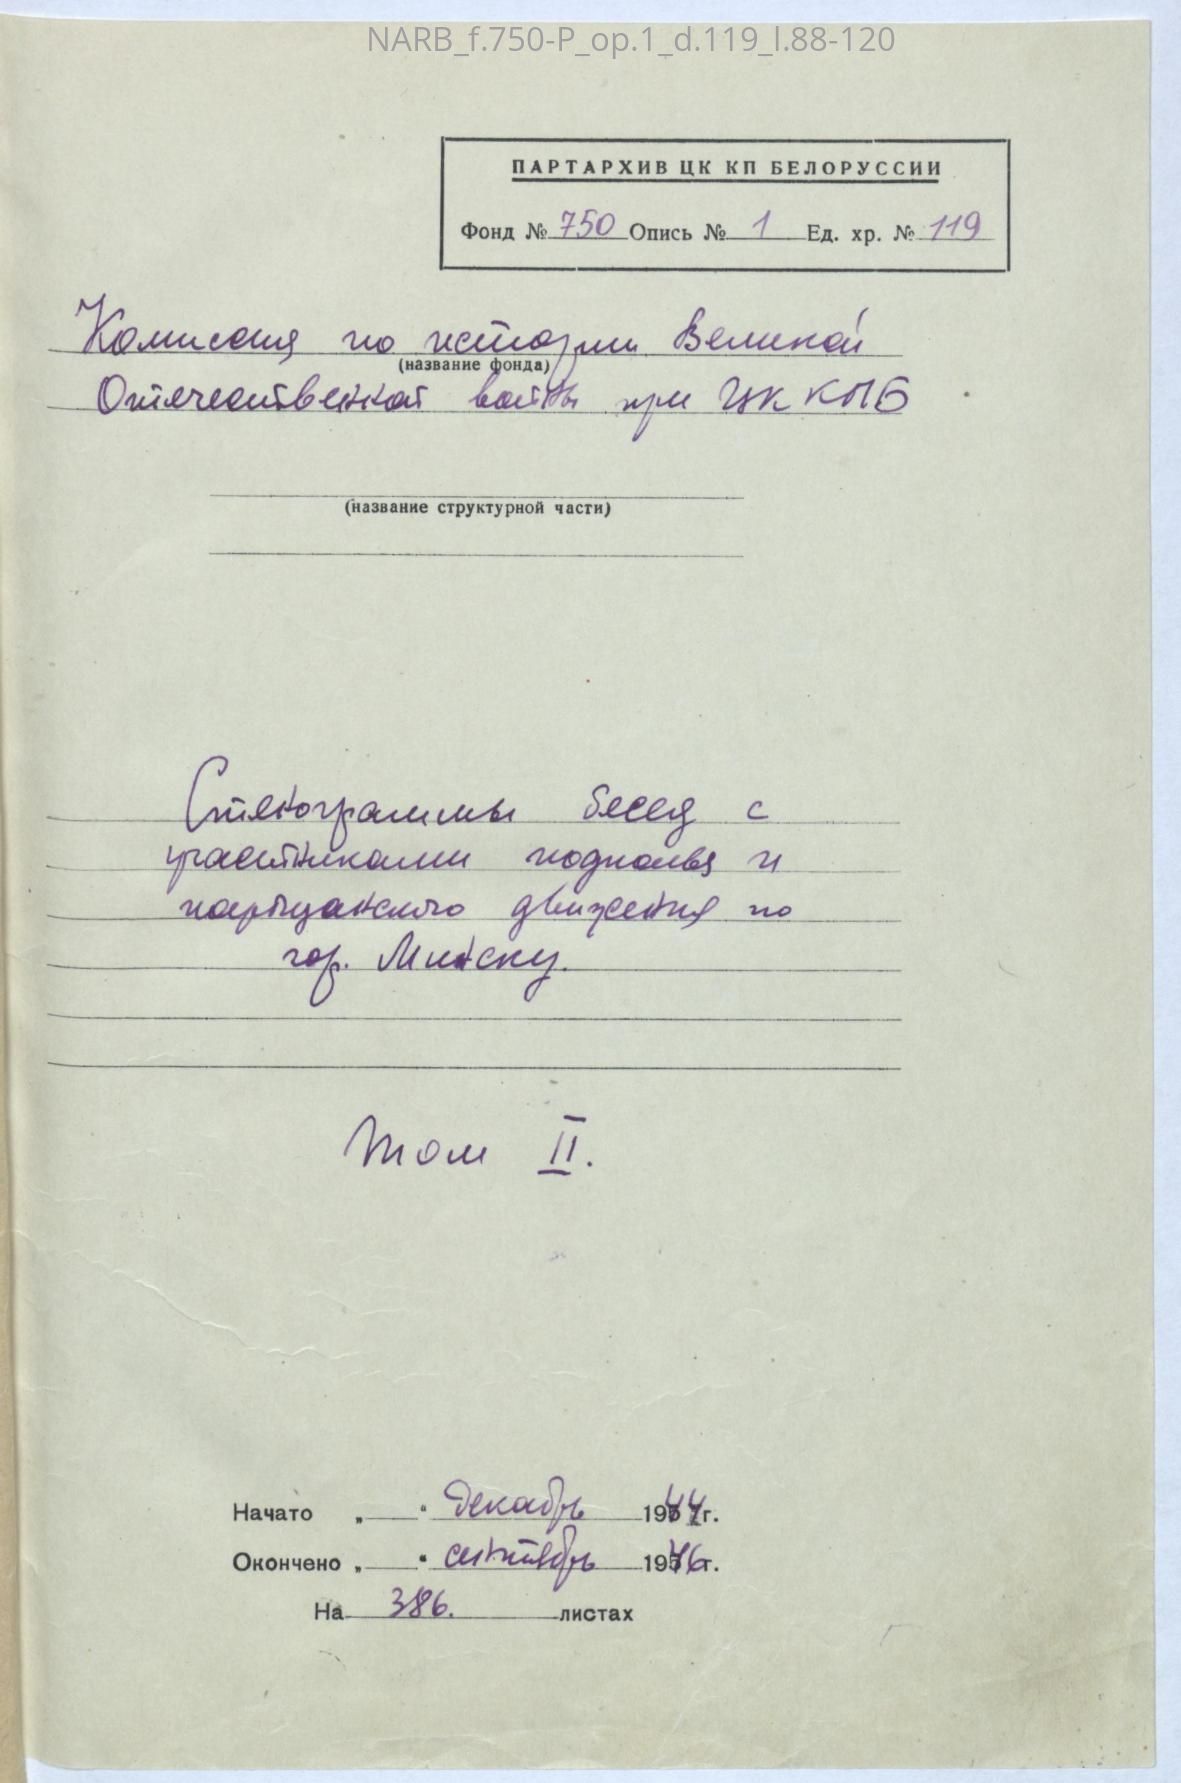 NARB_f.750-P_op.1_d.119_l.88-120
ПАРТАРХИВ ЦК КП БЕЛОРУССИИ
Фонд № 750 Опись № 1 Ед. хр. № 119
Комиссия по истории Великой
(название фонда)
Отечественной войны при ЦК КПБ
(название структурной части)
Стенограммы бесед с
участниками подполья и
партизанского движения по
гор. Минску.
Том II.
Начато „ “ декабрь 1944г.
Окончено „ “ сентябрь 1946г.
На 386. листах